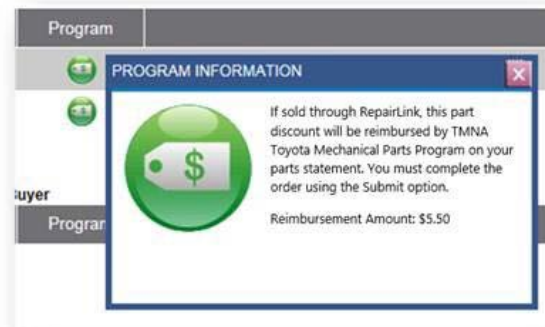 Program
PROGRAM INFORMATION
If sold through RepairLink, this part
discount will be reimbursed by TMNA
Toyota Mechanical Parts Program on your
parts statement. You must complete the
order using the Submit option.
Reimbursement Amount: $5.50
$
uyer
Progra